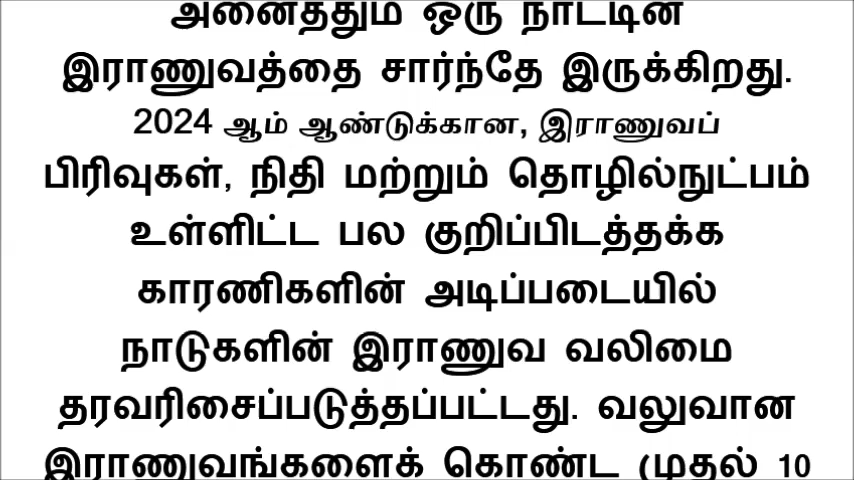 அனைத்தும் ஒரு நாட்டின்
இராணுவத்தை சார்ந்தே இருக்கிறது.
2024 ஆம் ஆண்டுக்கான, இராணுவப்
பிரிவுகள், நிதி மற்றும் தொழில்நுட்பம்
உள்ளிட்ட பல குறிப்பிடத்தக்க
காரணிகளின் அடிப்படையில்
நாடுகளின் இராணுவ வலிமை
தரவரிசைப்படுத்தப்பட்டது. வலுவான
இராணுவங்களைக் கொண்ட (முதல் 10